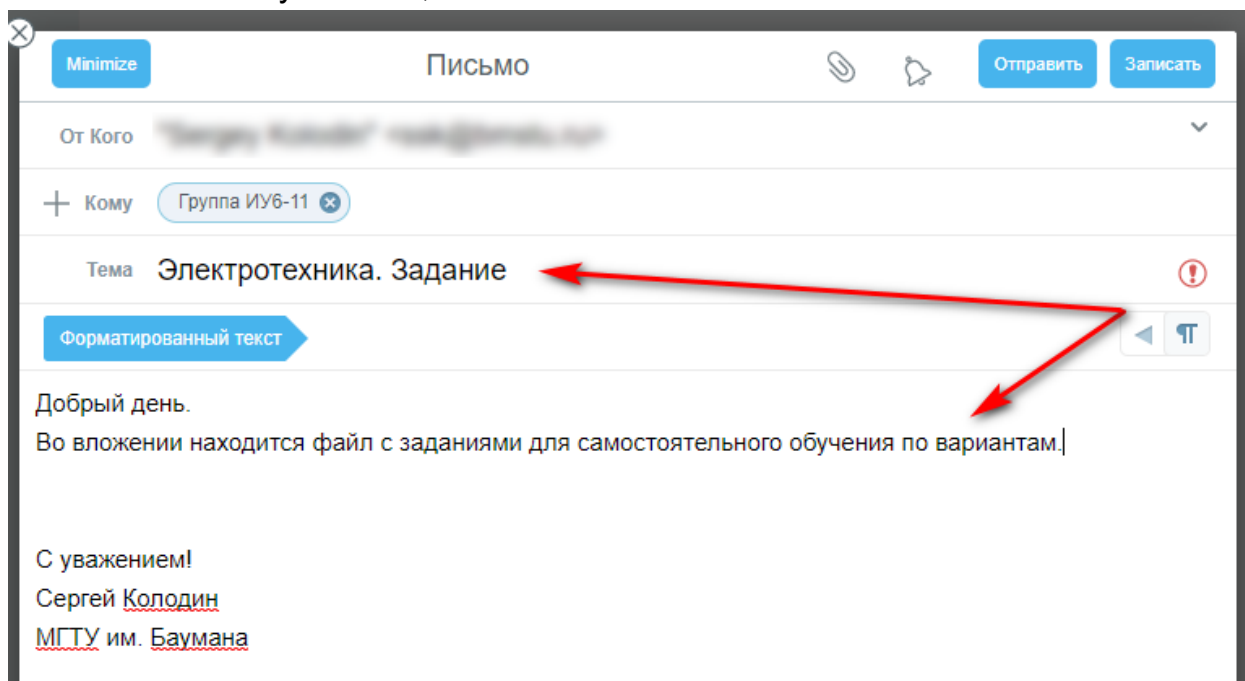 Minimize Письмо Отправить Записать
От Кого
Кому Группа ИУ6-11
Тема Электротехника. Задание
Форматированный текст
Добрый день.
Во вложении находится файл с заданиями для самостоятельного обучения по вариантам.
С уважением!
Сергей Колодин
МГТУ им. Баумана